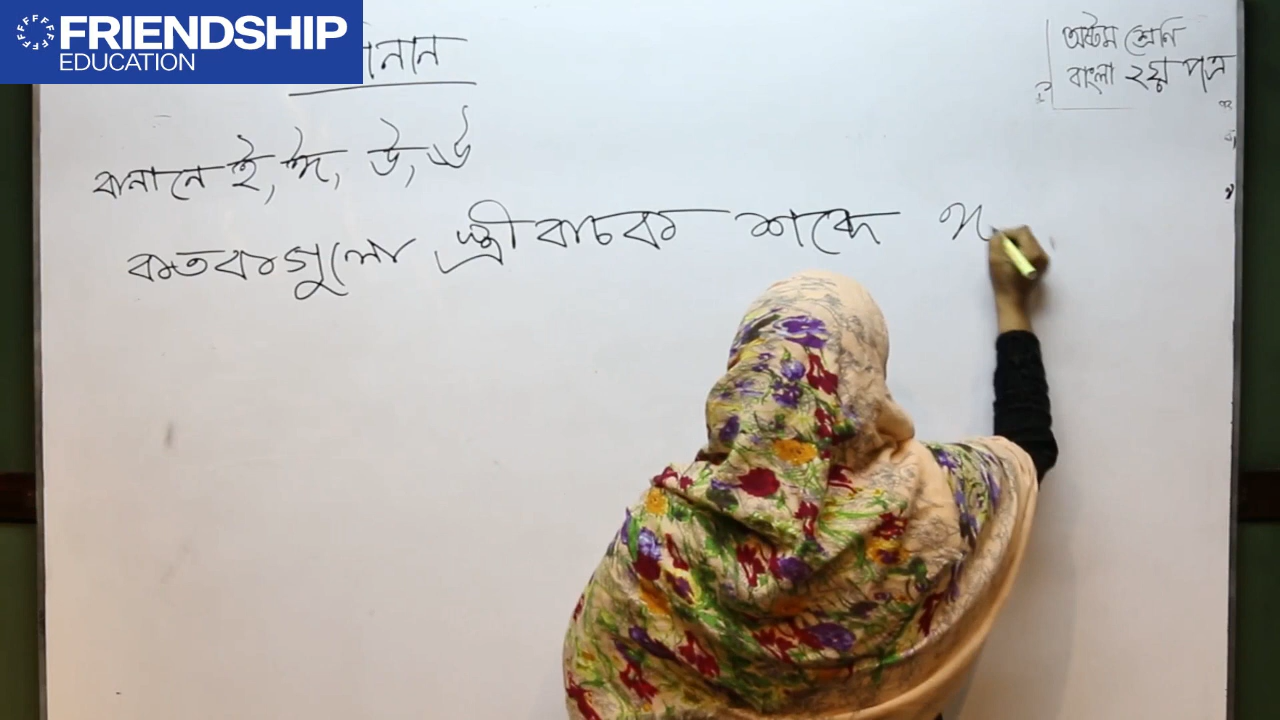 FRIENDSHIP
EDUCATION
অষ্টম শ্রেণি
বাংলা ২য় পত্র
বানানে ই, ঈ, উ, ঊ
কতকগুলো স্ত্রীবাচক শব্দে